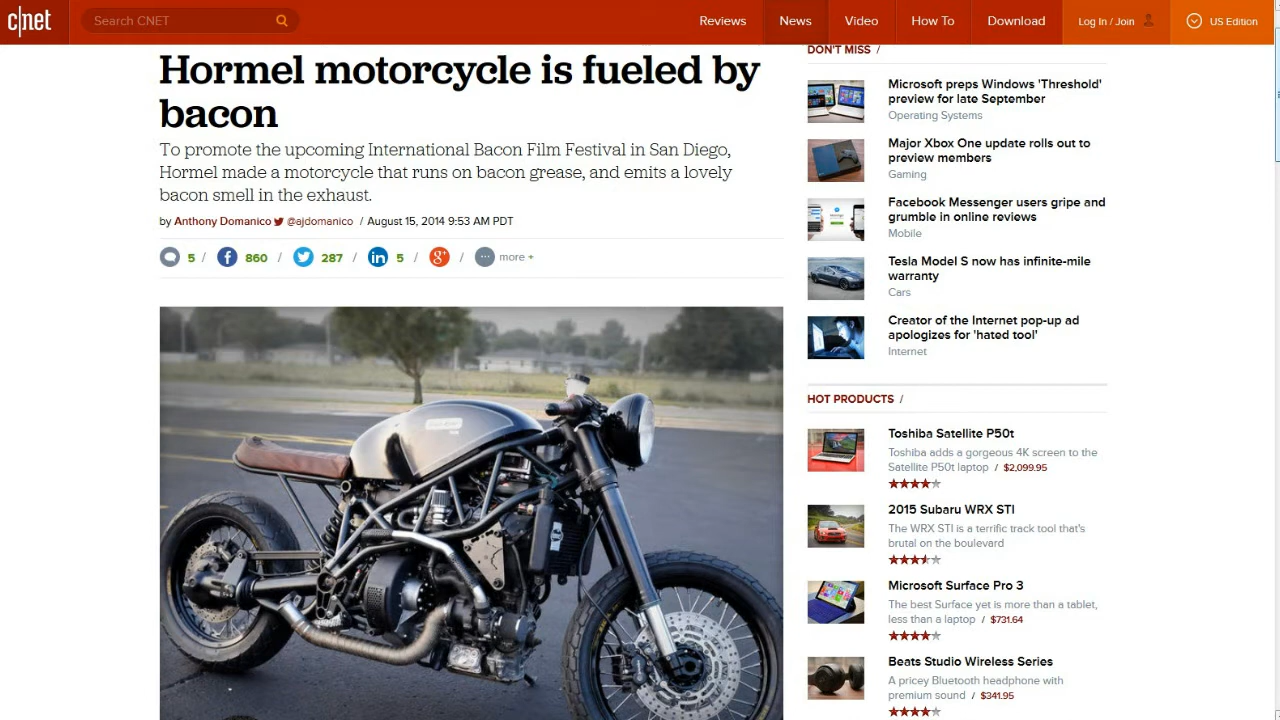 c|net
Search CNET
Reviews
News
Video
How To
Download
Log In / Join
US Edition
Hormel motorcycle is fueled by
bacon
To promote the upcoming International Bacon Film Festival in San Diego,
Hormel made a motorcycle that runs on bacon grease, and emits a lovely
bacon smell in the exhaust.
by Anthony Domanico @ajdomanico / August 15, 2014 9:53 AM PDT
5 / 860 / 287 / 5 / / more +
DON'T MISS /
Microsoft preps Windows 'Threshold'
preview for late September
Operating Systems
Major Xbox One update rolls out to
preview members
Gaming
Facebook Messenger users gripe and
grumble in online reviews
Mobile
Tesla Model S now has infinite-mile
warranty
Cars
Creator of the Internet pop-up ad
apologizes for 'hated tool'
Internet
HOT PRODUCTS /
Toshiba Satellite P50t
Toshiba adds a gorgeous 4K screen to the
Satellite P50t laptop / $2,099.95
2015 Subaru WRX STI
The WRX STI is a terrific track tool that's
brutal on the boulevard
Microsoft Surface Pro 3
The best Surface yet is more than a tablet,
less than a laptop / $731.64
Beats Studio Wireless Series
A pricey Bluetooth headphone with
premium sound / $341.95